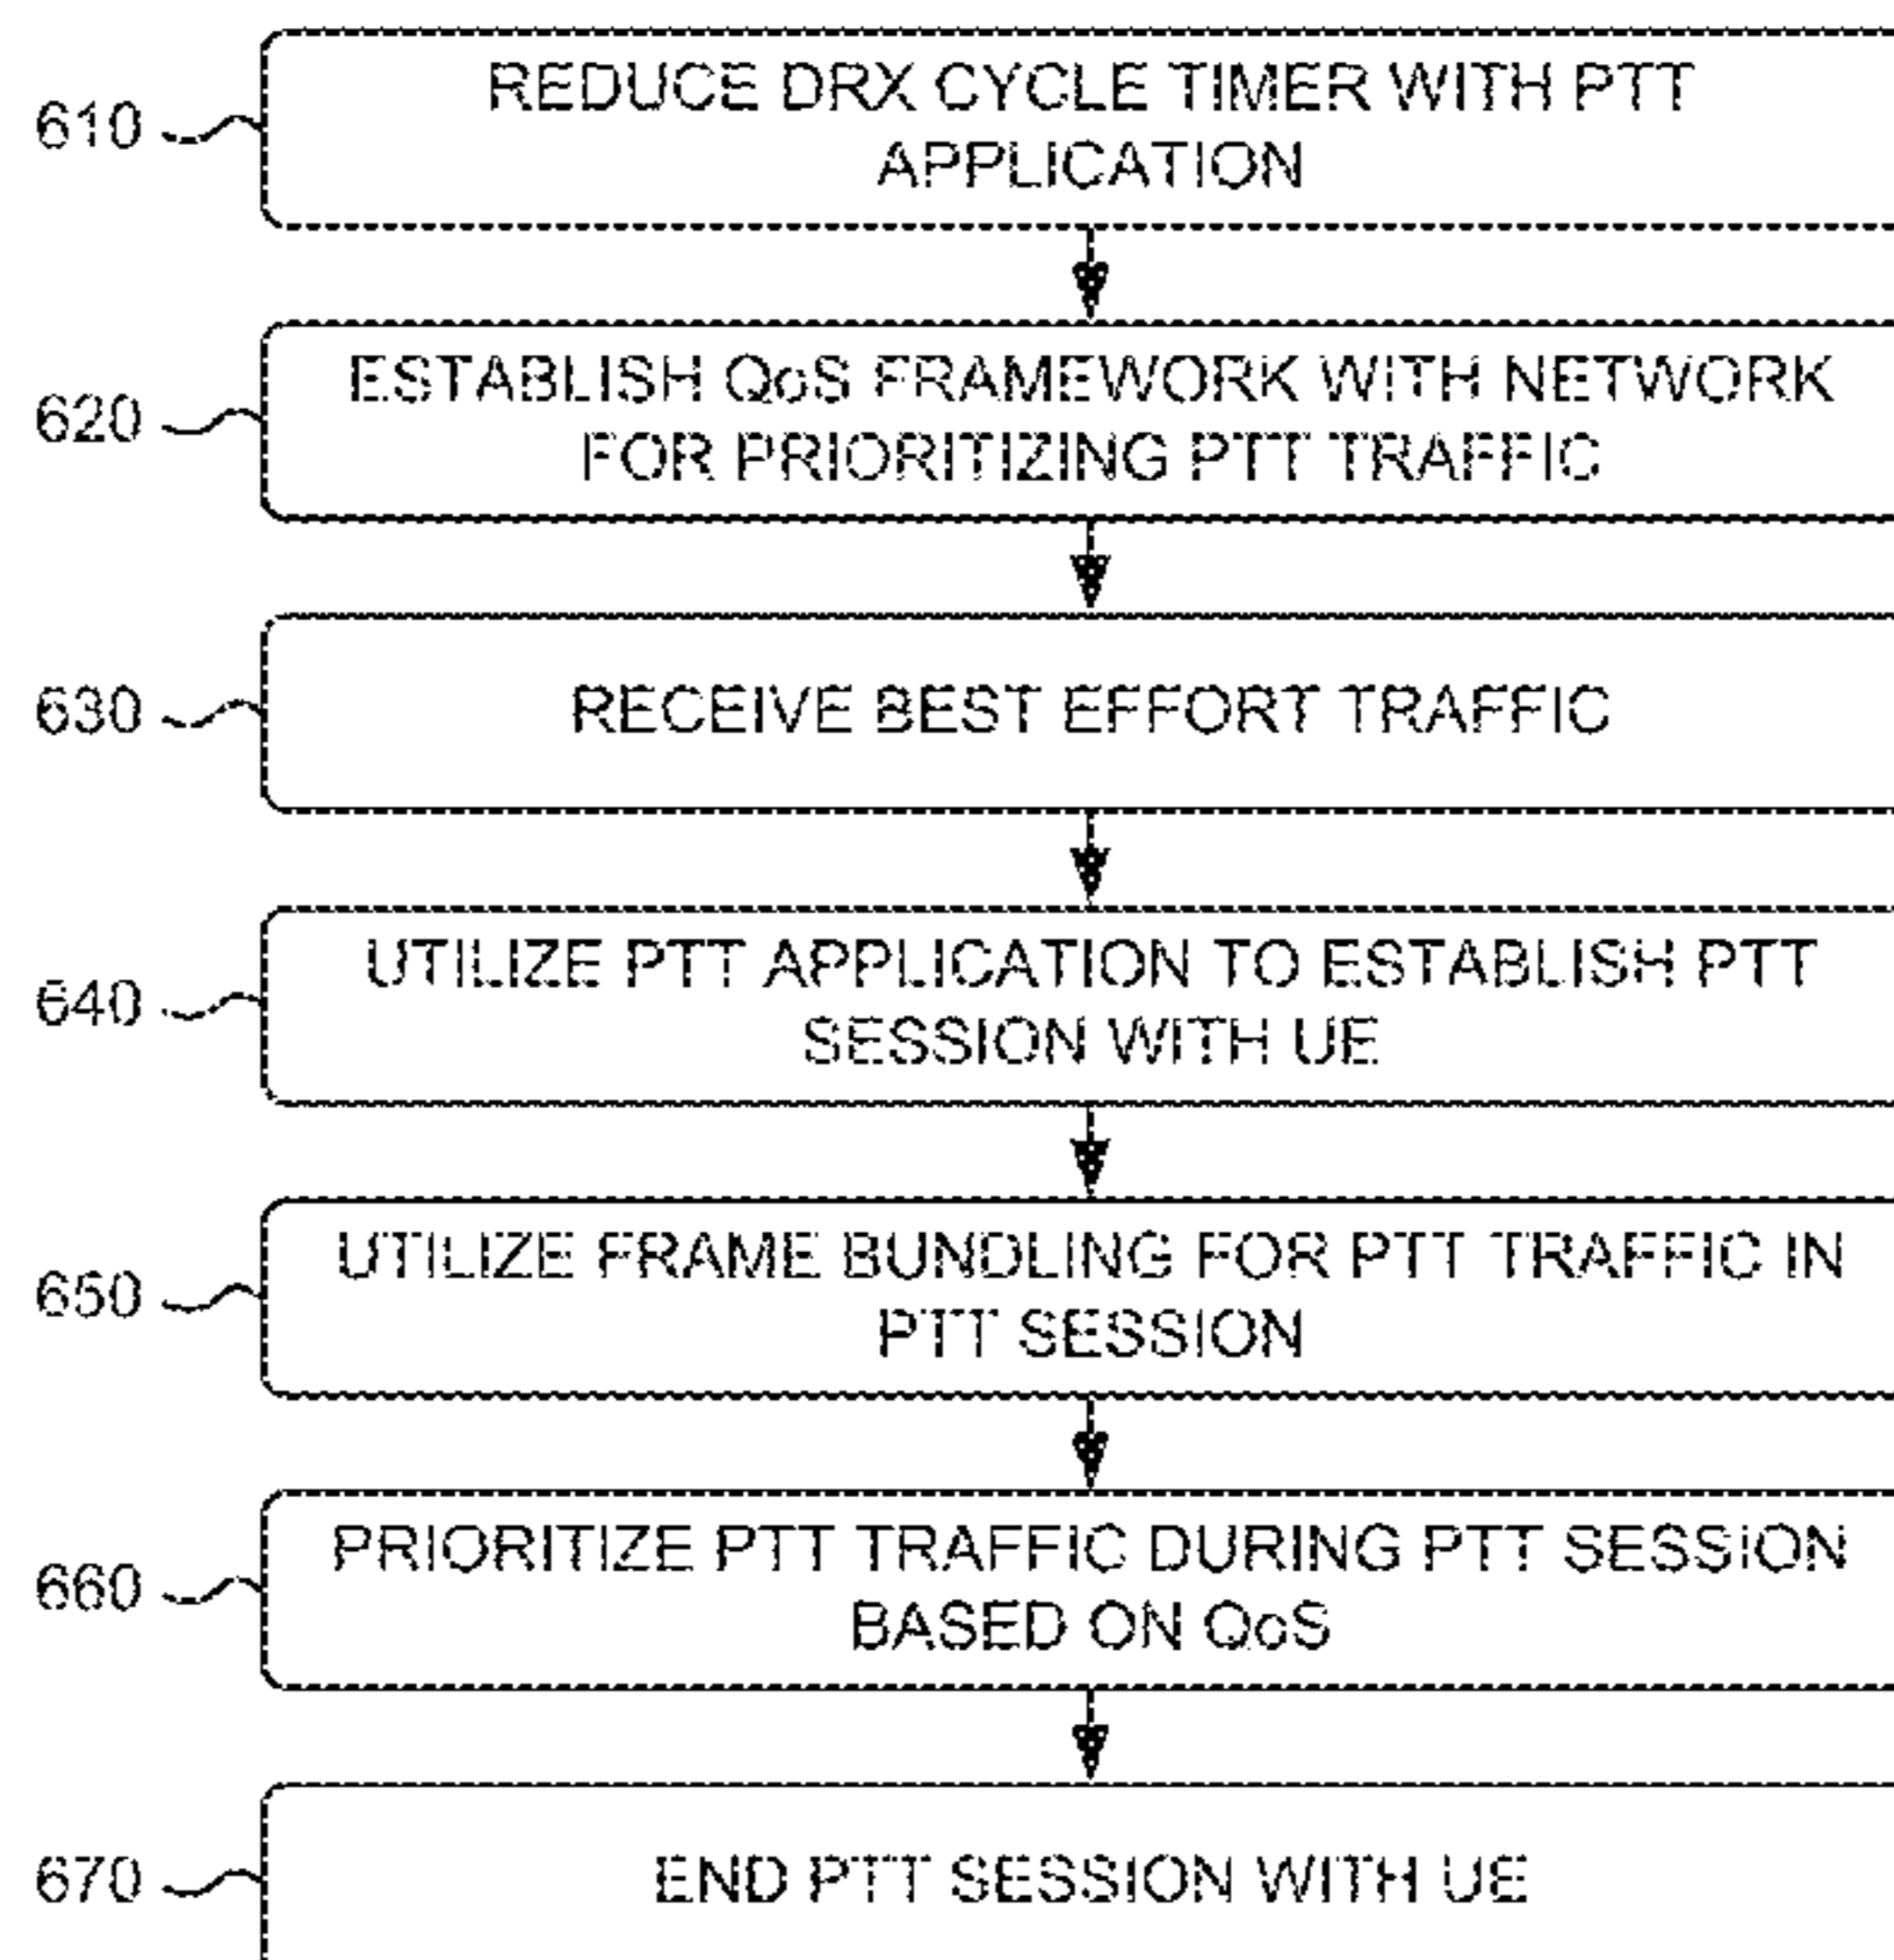 610
REDUCE DRX CYCLE TIMER WITH PTT
APPLICATION
620
ESTABLISH QoS FRAMEWORK WITH NETWORK
FOR PRIORITIZING PTT TRAFFIC
630
RECEIVE BEST EFFORT TRAFFIC
640
UTILIZE PTT APPLICATION TO ESTABLISH PTT
SESSION WITH UE
650
UTILIZE FRAME BUNDLING FOR PTT TRAFFIC IN
PTT SESSION
660
PRIORITIZE PTT TRAFFIC DURING PTT SESSION
BASED ON QoS
670
END PTT SESSION WITH UE